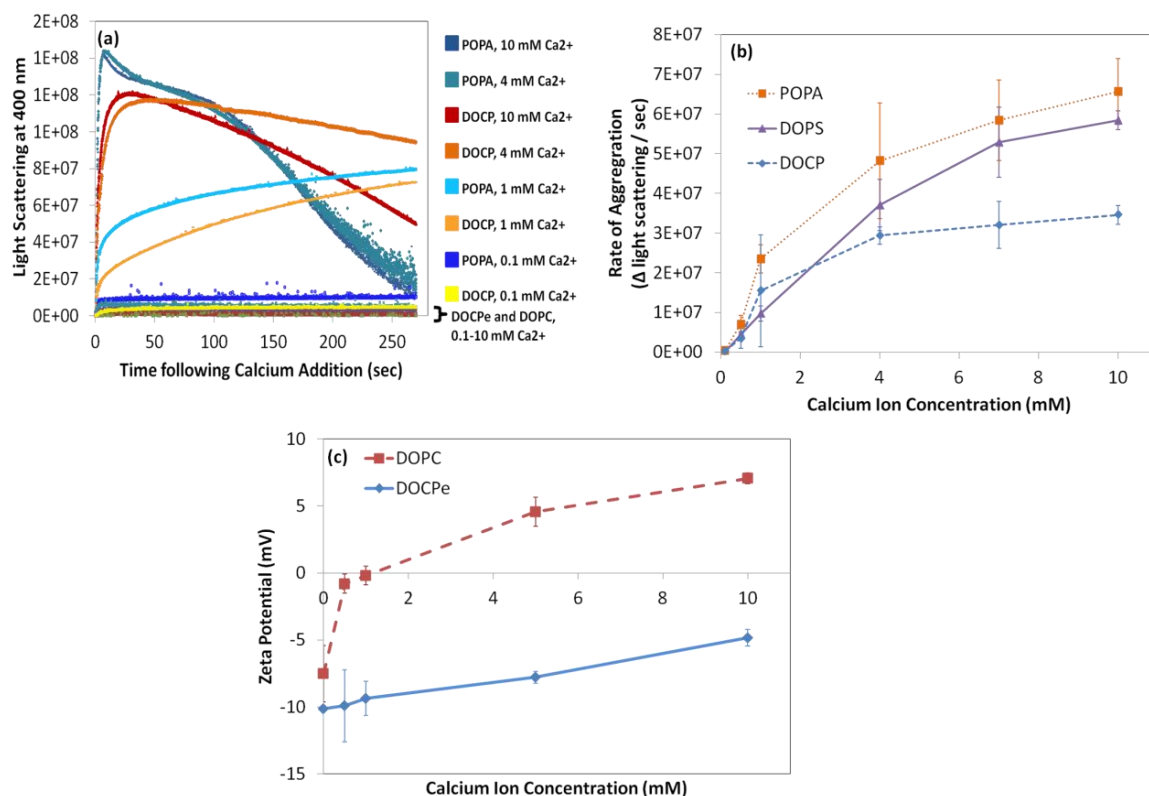 (a)
2E+08
1E+08
1E+08
1E+08
8E+07
6E+07
4E+07
2E+07
0E+00
Light Scattering at 400 nm
0 50 100 150 200 250
Time following Calcium Addition (sec)
POPA, 10 mM Ca2+
POPA, 4 mM Ca2+
DOCP, 10 mM Ca2+
DOCP, 4 mM Ca2+
POPA, 1 mM Ca2+
DOCP, 1 mM Ca2+
POPA, 0.1 mM Ca2+
DOCP, 0.1 mM Ca2+
DOCPe and DOPC,
0.1-10 mM Ca2+
(b)
8E+07
7E+07
6E+07
5E+07
4E+07
3E+07
2E+07
1E+07
0E+00
Rate of Aggregration
(Δ light scattering / sec)
POPA
DOPS
DOCP
0 2 4 6 8 10
Calcium Ion Concentration (mM)
(c)
10
5
0
-5
-10
-15
Zeta Potential (mV)
DOPC
DOCPe
0 2 4 6 8 10
Calcium Ion Concentration (mM)